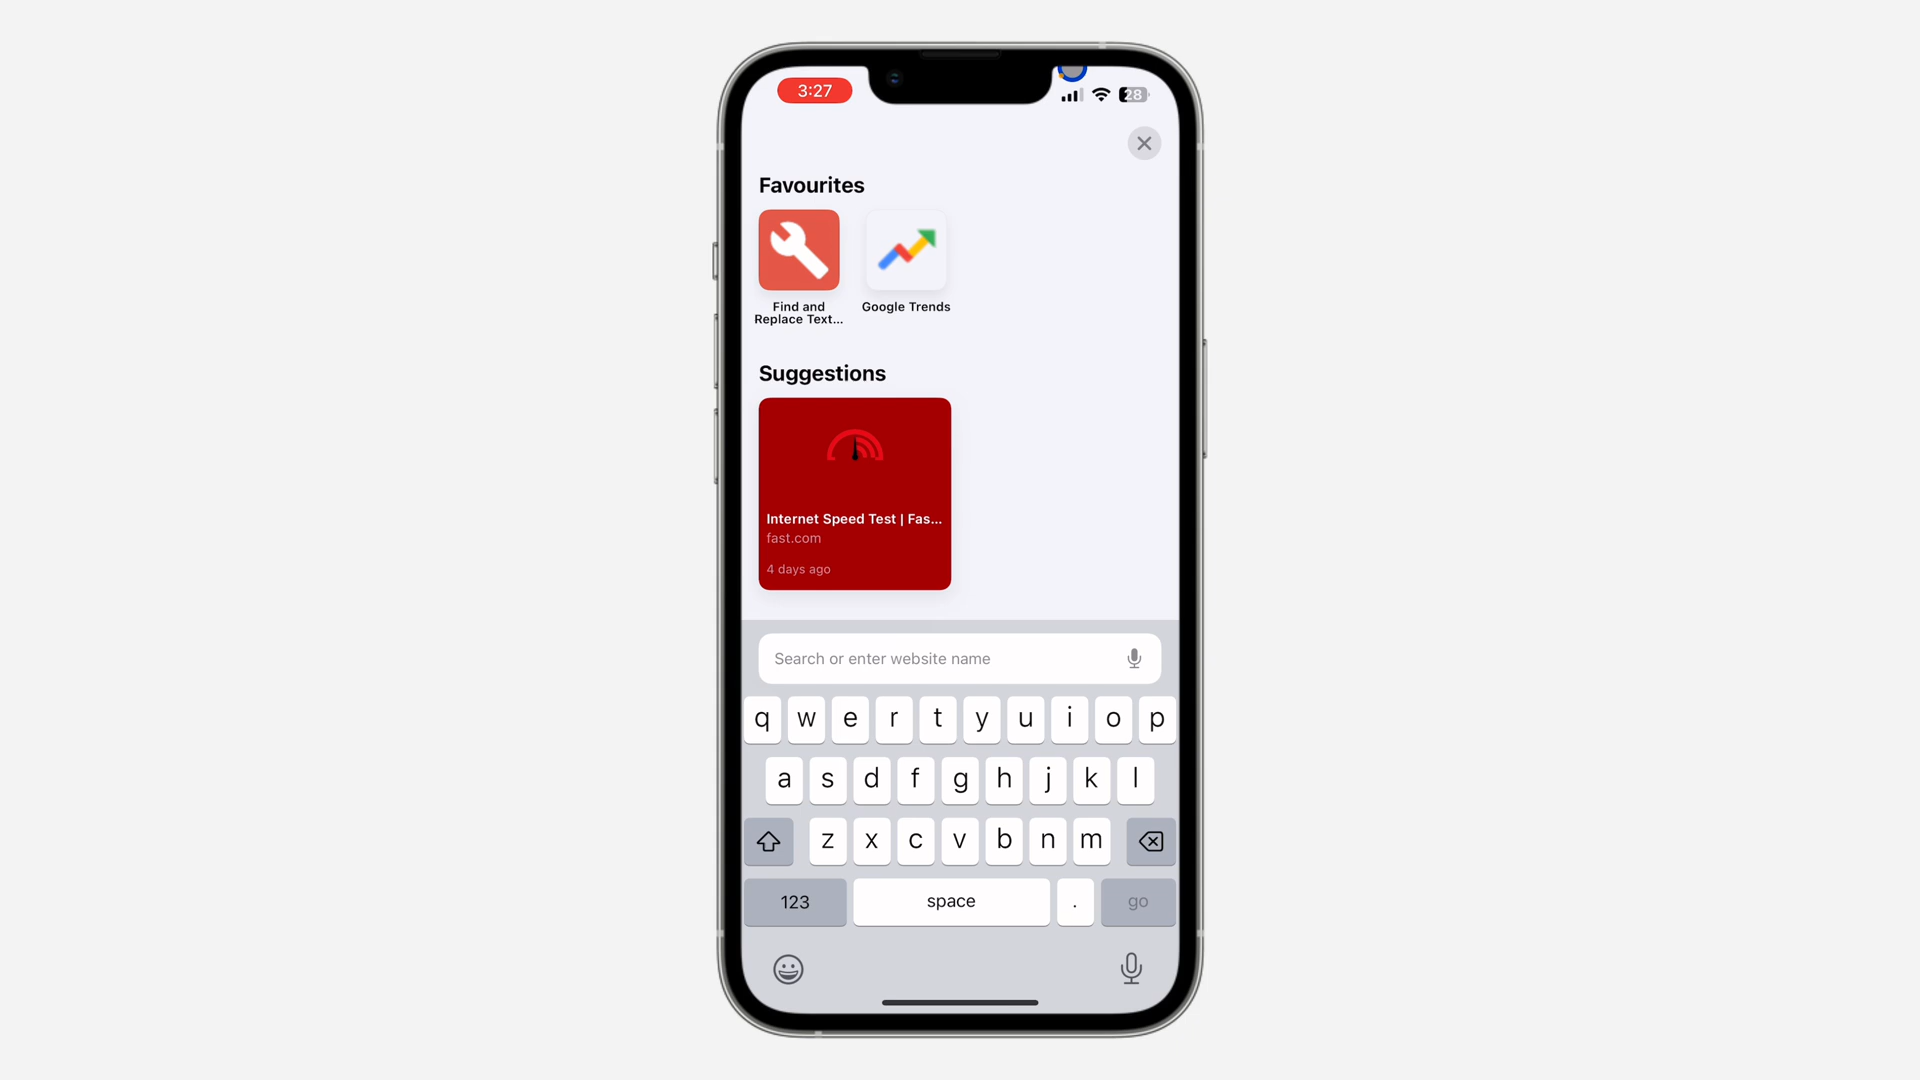 3:27
28
Favourites
Find and
Replace Text...
Google Trends
Suggestions
Internet Speed Test | Fas...
fast.com
4 days ago
Search or enter website name
q w e r t y u i o p
a s d f g h j k l
z x c v b n m
123 space . go